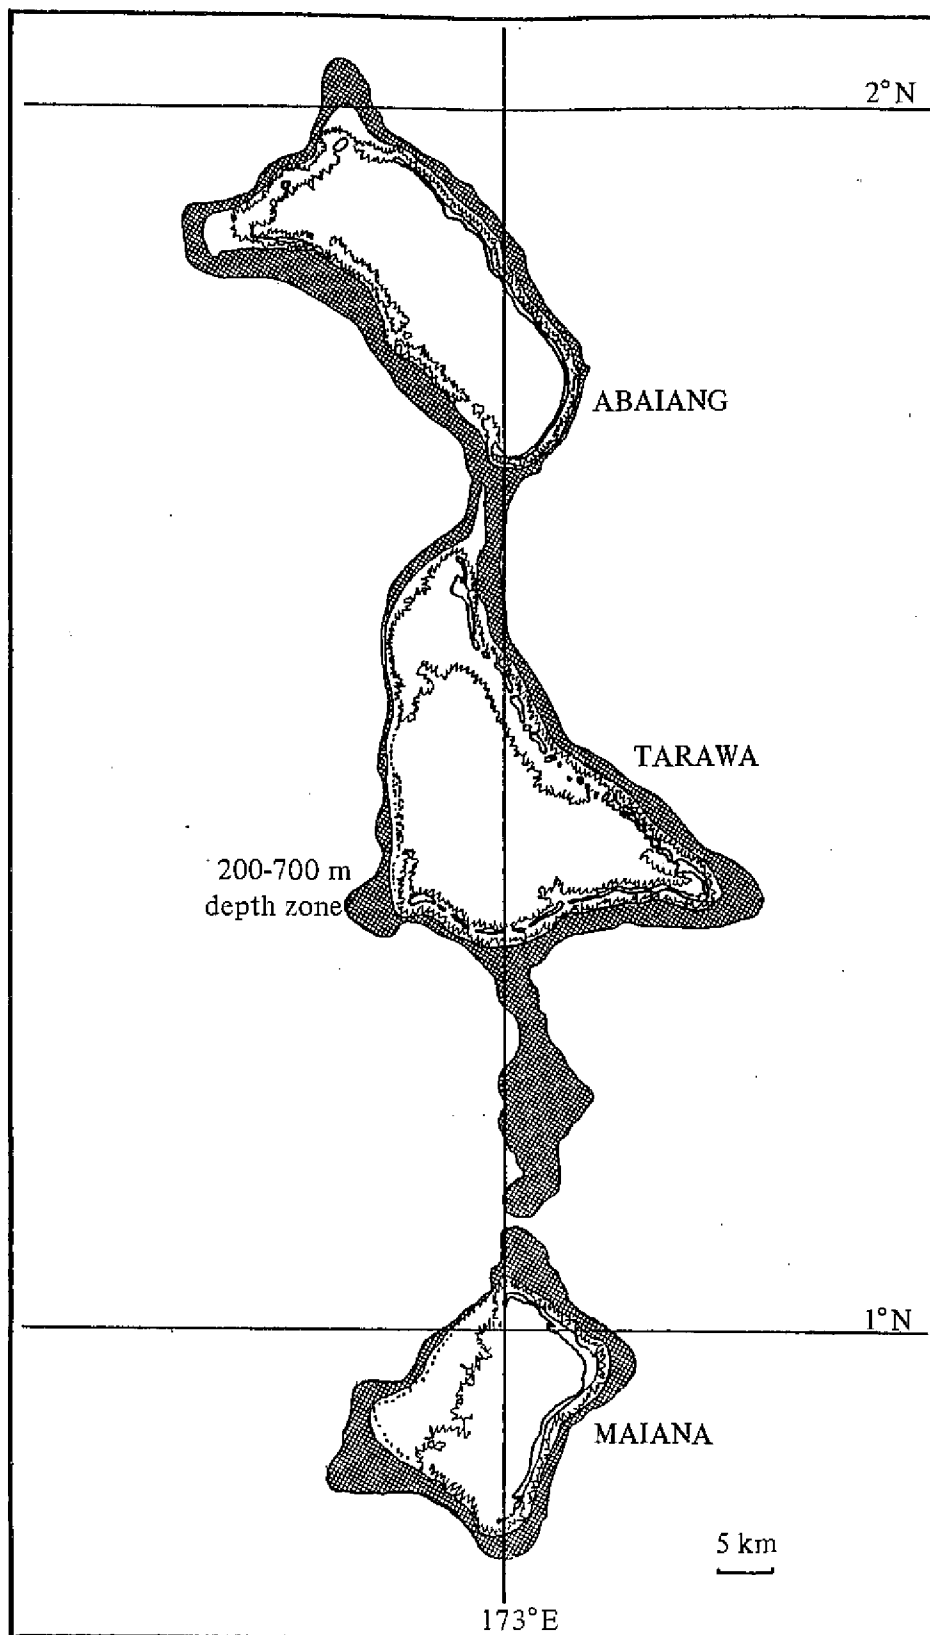 2°N
ABAIANG
TARAWA
200-700 m
depth zone
1°N
MAIANA
5 km
173°E